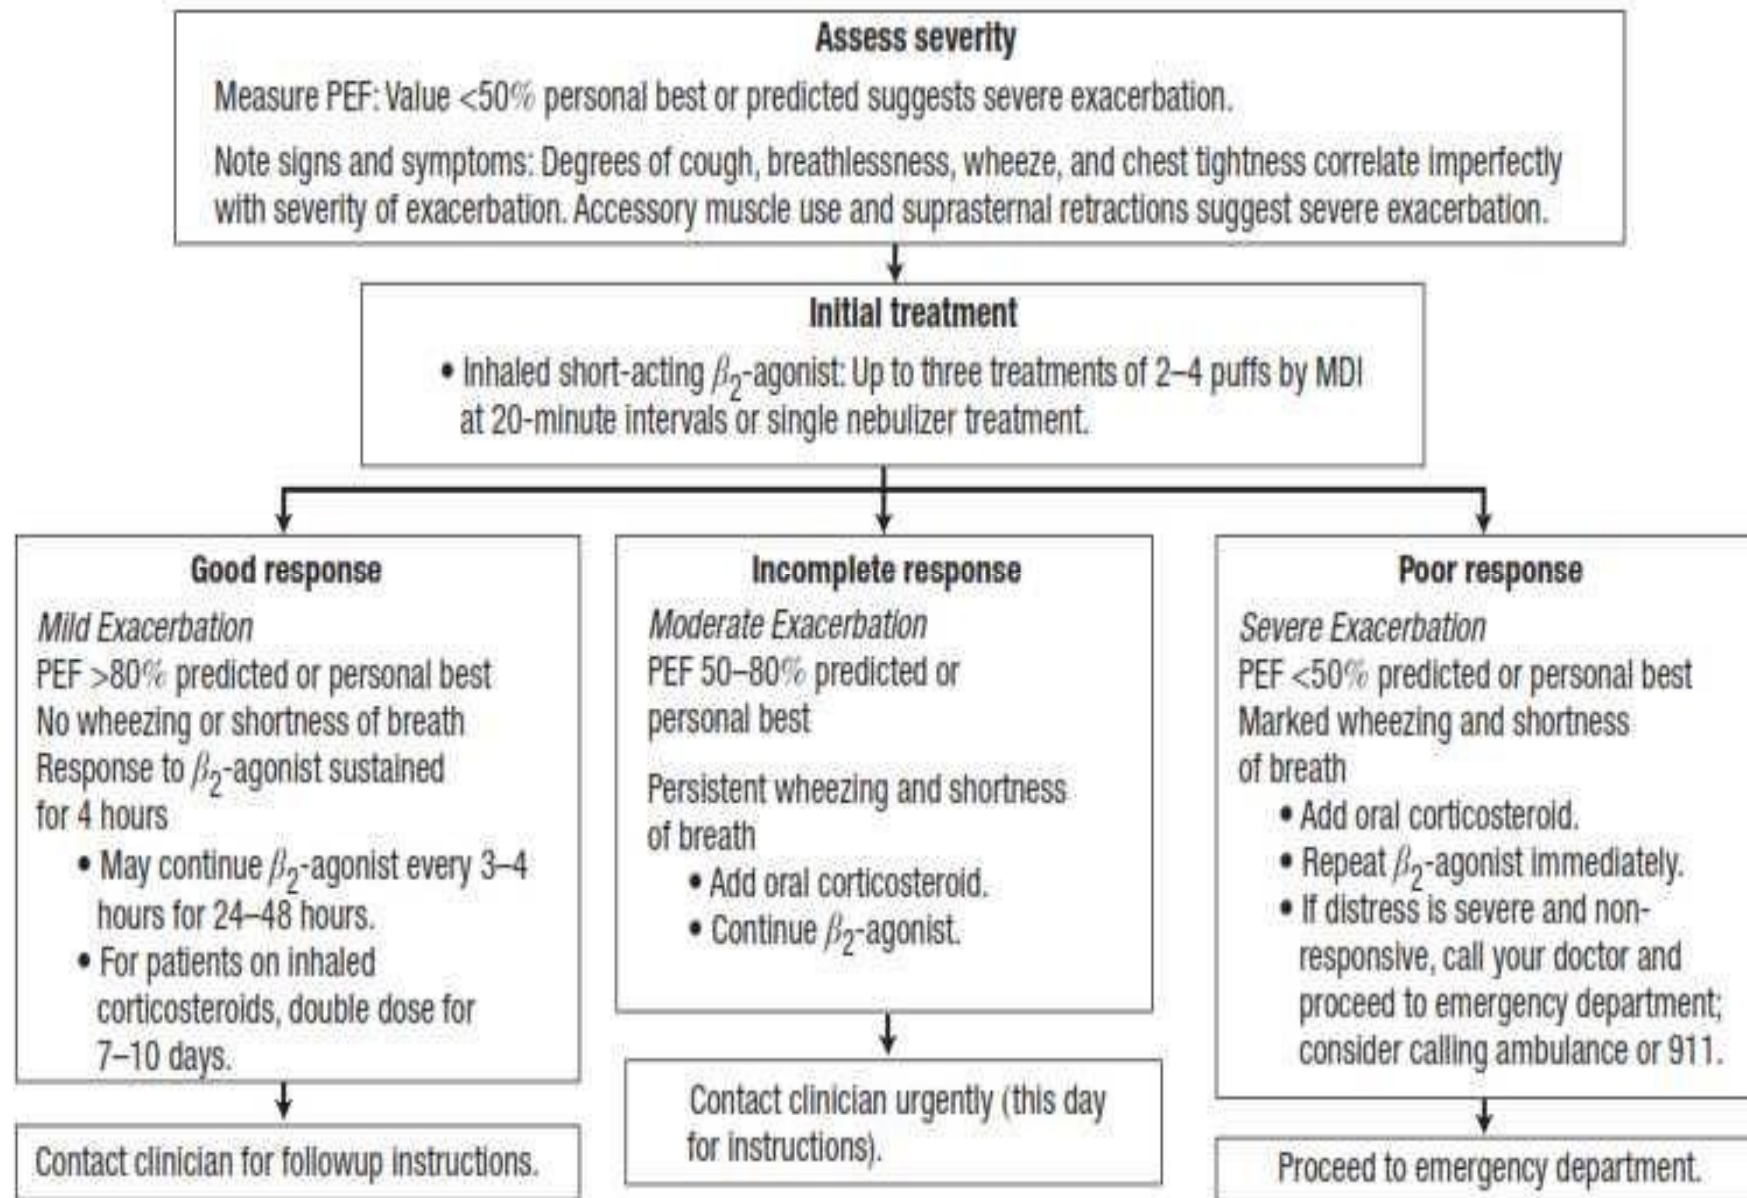 Assess severity
Measure PEF: Value <50% personal best or predicted suggests severe exacerbation.
Note signs and symptoms: Degrees of cough, breathlessness, wheeze, and chest tightness correlate imperfectly
with severity of exacerbation. Accessory muscle use and suprasternal retractions suggest severe exacerbation.
Initial treatment
• Inhaled short-acting β₂-agonist: Up to three treatments of 2–4 puffs by MDI
at 20-minute intervals or single nebulizer treatment.
Good response
Mild Exacerbation
PEF >80% predicted or personal best
No wheezing or shortness of breath
Response to β₂-agonist sustained
for 4 hours
• May continue β₂-agonist every 3–4
hours for 24–48 hours.
• For patients on inhaled
corticosteroids, double dose for
7–10 days.
Contact clinician for followup instructions.
Incomplete response
Moderate Exacerbation
PEF 50–80% predicted or
personal best
Persistent wheezing and shortness
of breath
• Add oral corticosteroid.
• Continue β₂-agonist.
Contact clinician urgently (this day
for instructions).
Poor response
Severe Exacerbation
PEF <50% predicted or personal best
Marked wheezing and shortness
of breath
• Add oral corticosteroid.
• Repeat β₂-agonist immediately.
• If distress is severe and non-
responsive, call your doctor and
proceed to emergency department;
consider calling ambulance or 911.
Proceed to emergency department.